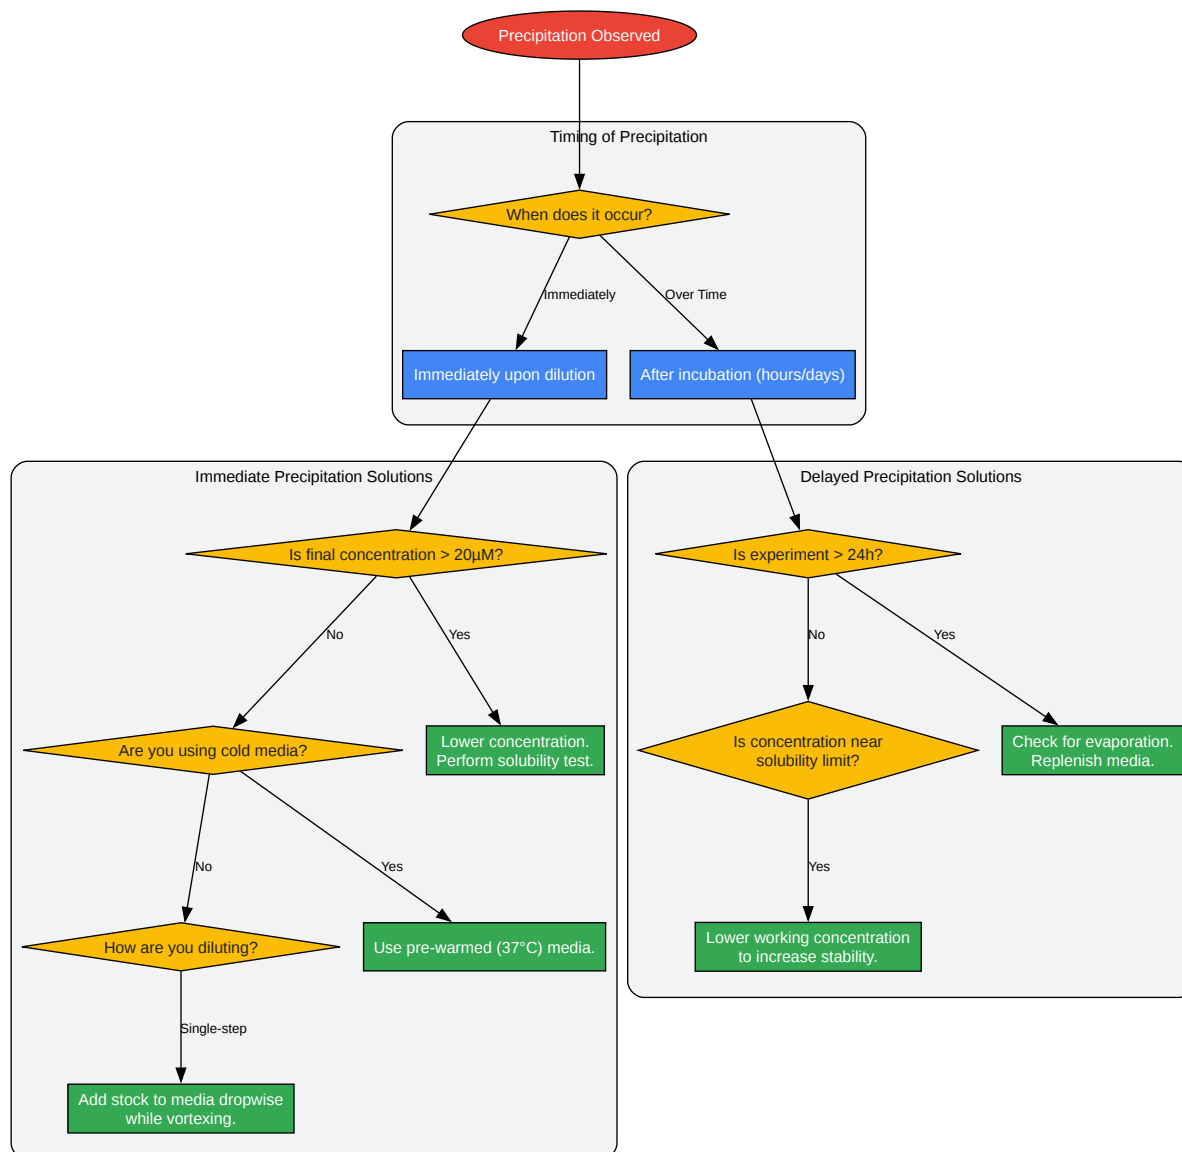 Precipitation Observed
Timing of Precipitation
When does it occur?
Immediately
Over Time
Immediately upon dilution
After incubation (hours/days)
Immediate Precipitation Solutions
Delayed Precipitation Solutions
Is final concentration > 20µM?
Is experiment > 24h?
No
Yes
No
Yes
Are you using cold media?
Lower concentration.
Perform solubility test.
Is concentration near
solubility limit?
Check for evaporation.
Replenish media.
No
Yes
Yes
How are you diluting?
Use pre-warmed (37°C) media.
Lower working concentration
to increase stability.
Single-step
Add stock to media dropwise
while vortexing.